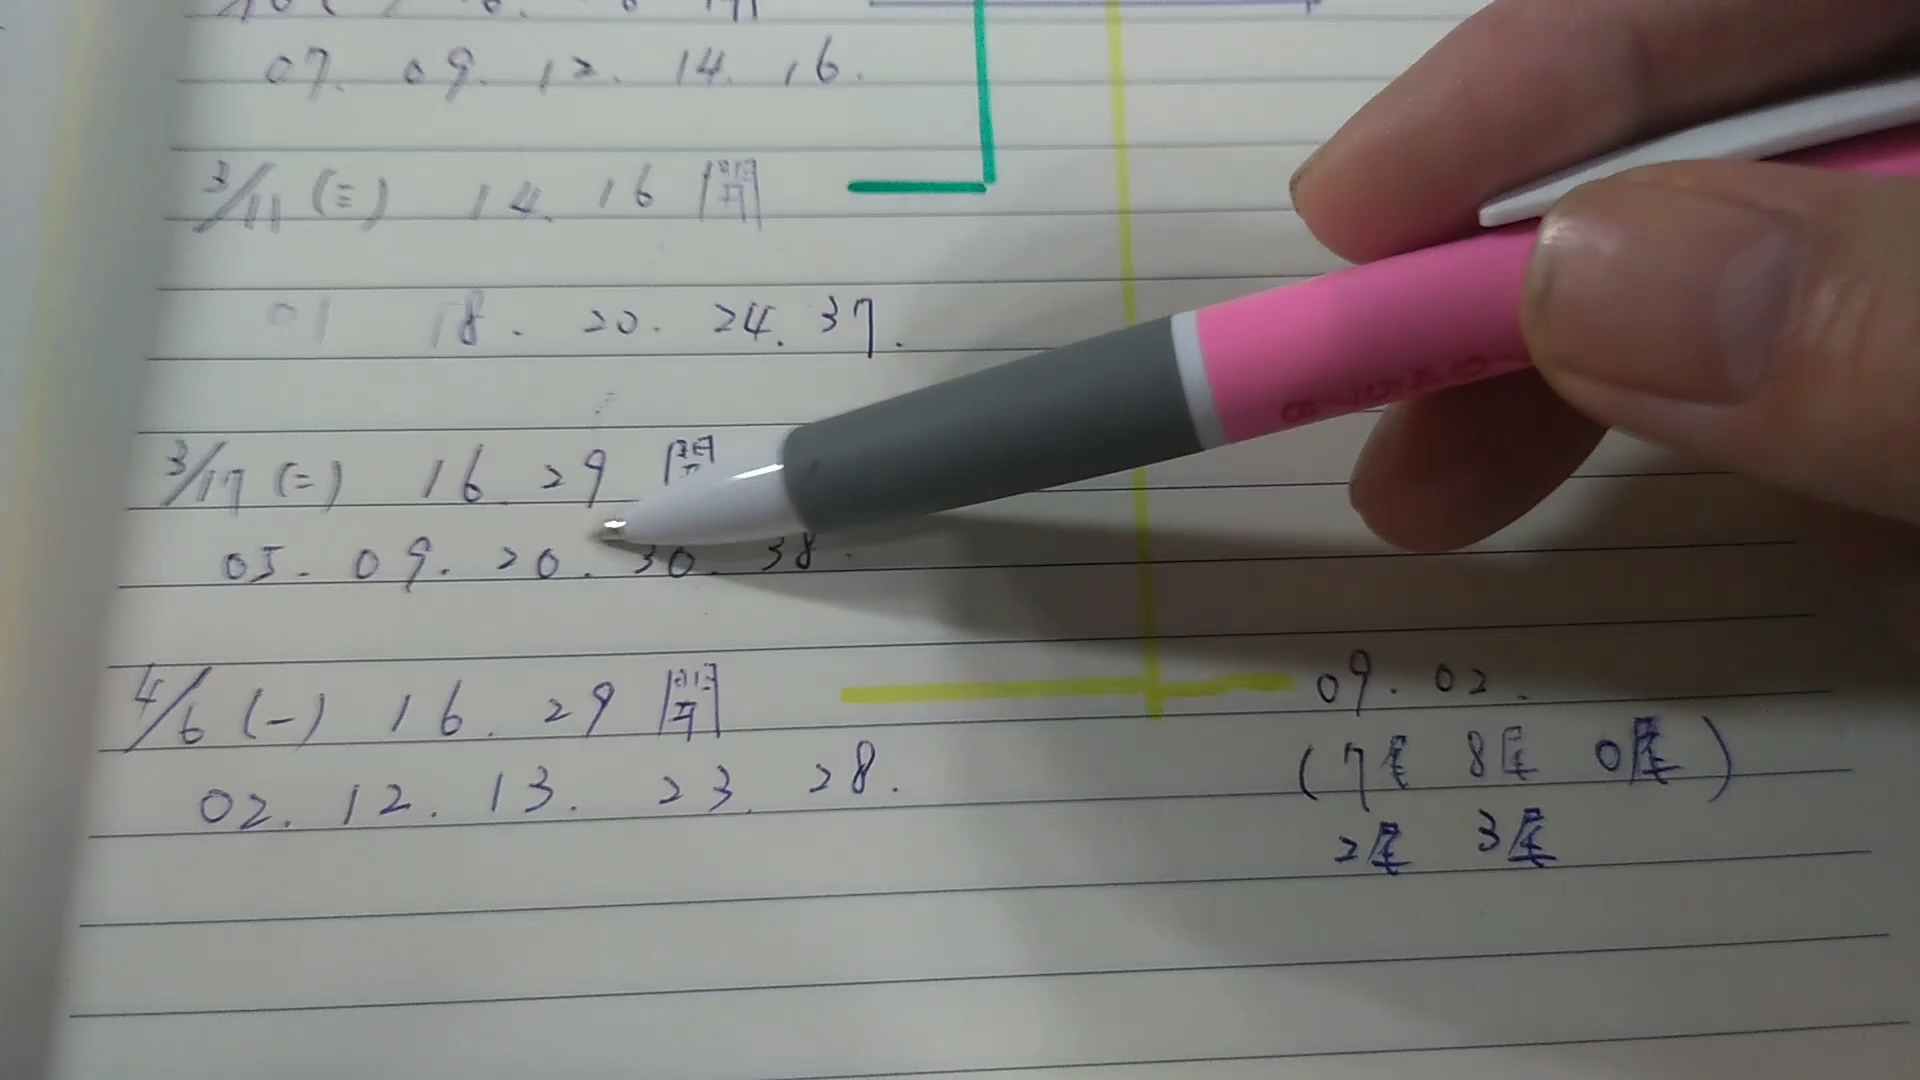 07. 09. 12. 14. 16.
3/11 (三) 14. 16 開
01 18. 20. 24. 37.
3/17 (二) 16. 29 開
05. 09. 20. 30. 38.
4/6 (一) 16. 29 開
02. 12. 13. 23. 28.
09. 02.
(7尾 8尾 0尾)
2尾 3尾